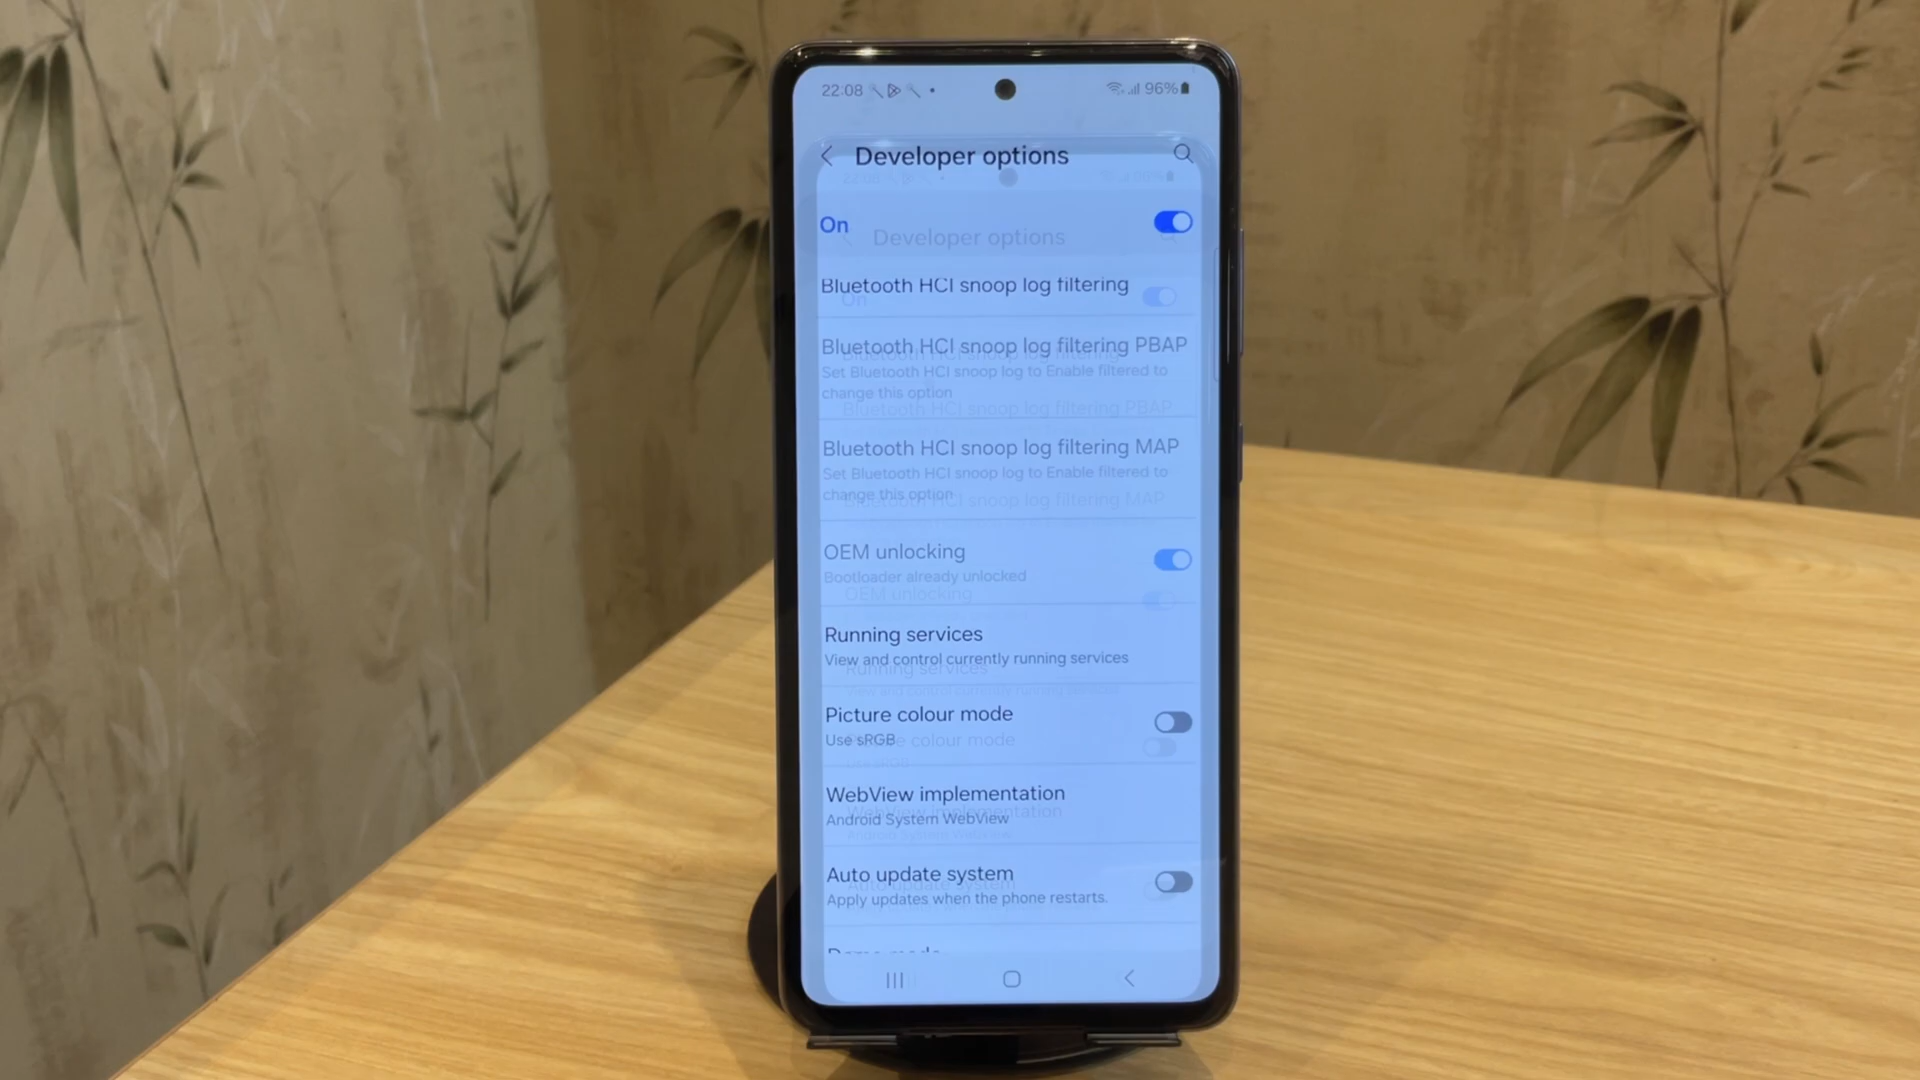 22:08
96%
Developer options
On
Bluetooth HCI snoop log filtering
Bluetooth HCI snoop log filtering PBAP
Set Bluetooth HCI snoop log to Enable filtered to
change this option
Bluetooth HCI snoop log filtering MAP
Set Bluetooth HCI snoop log to Enable filtered to
change this option
OEM unlocking
Bootloader already unlocked
Running services
View and control currently running services
Picture colour mode
Use sRGB
WebView implementation
Android System WebView
Auto update system
Apply updates when the phone restarts.